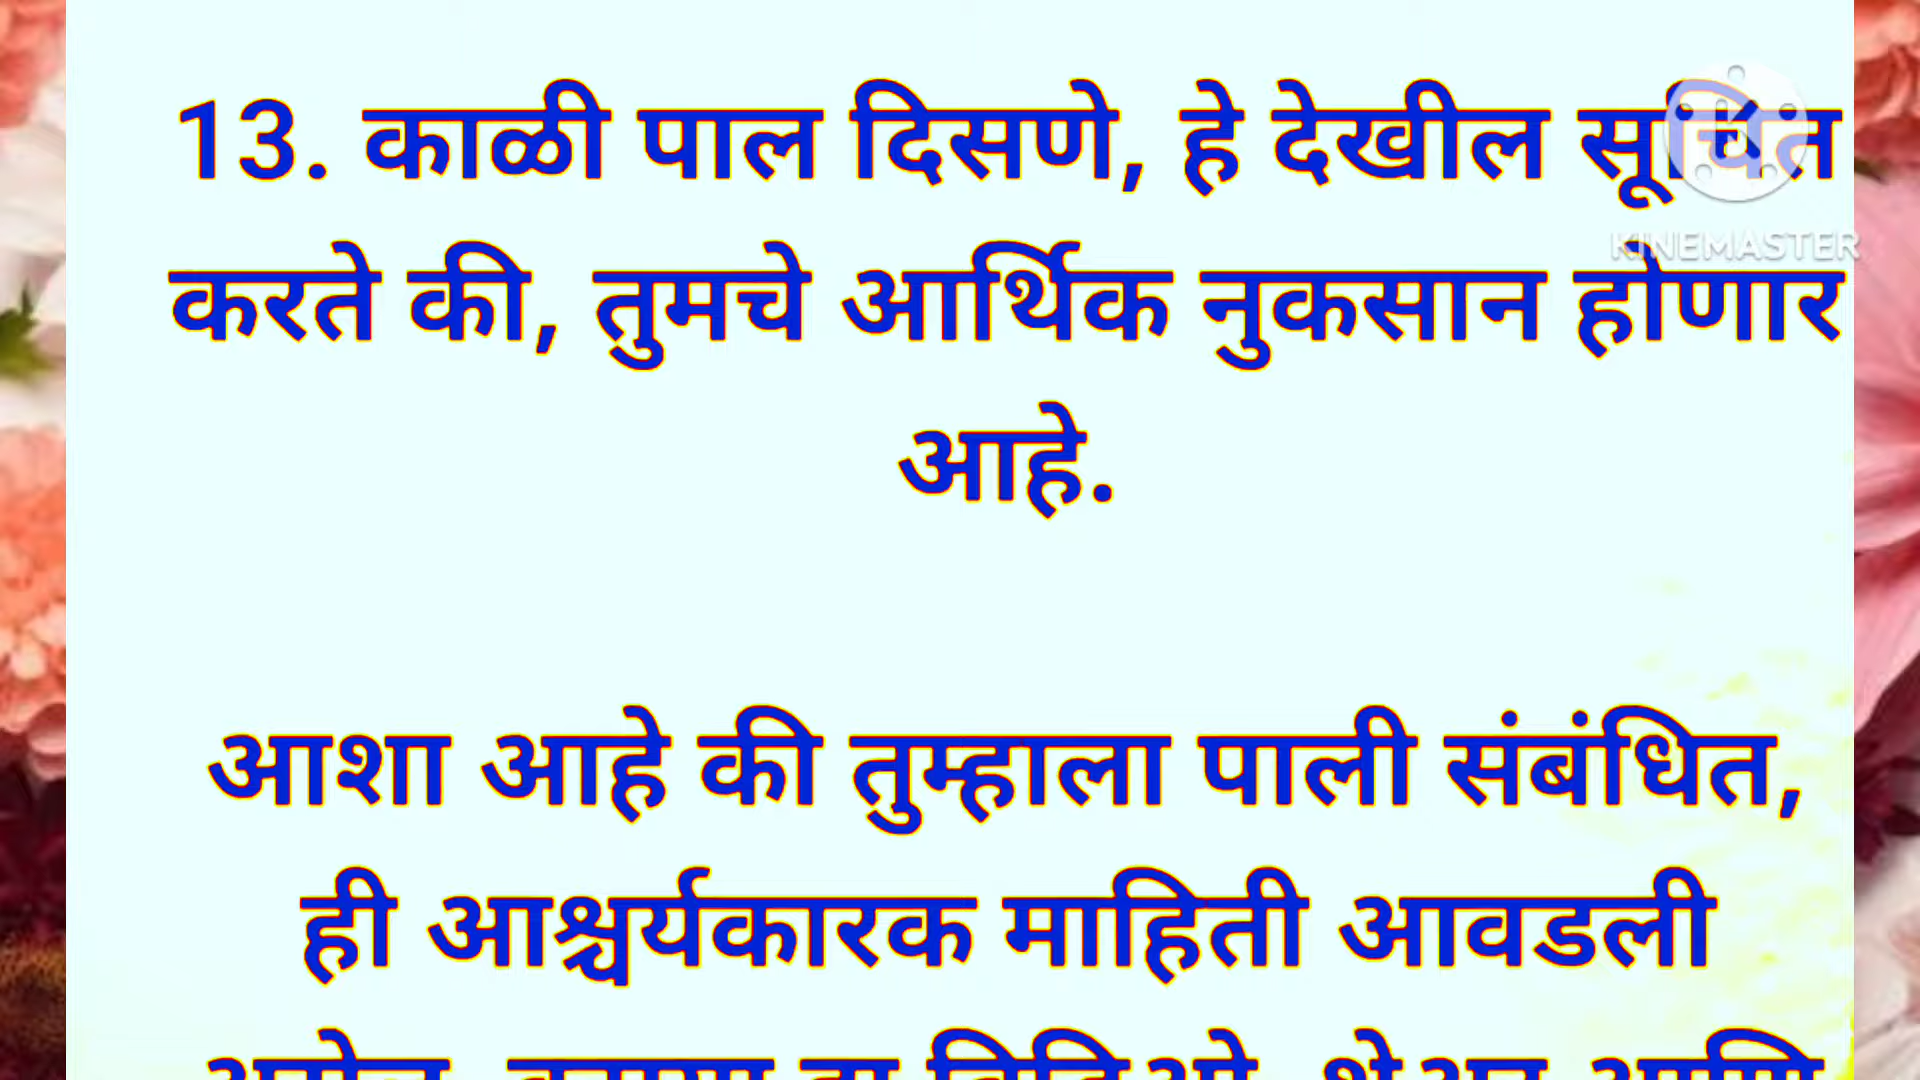 13. काळी पाल दिसणे, हे देखील सूचित
करते की, तुमचे आर्थिक नुकसान होणार
आहे.
आशा आहे की तुम्हाला पाली संबंधित,
ही आश्चर्यकारक माहिती आवडली
KINEMASTER